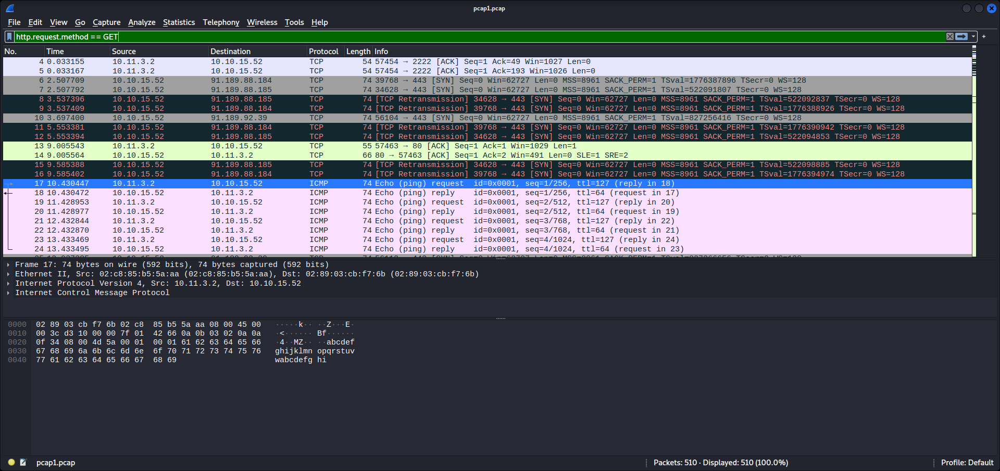 pcap1.pcap
File Edit View Go Capture Analyze Statistics Telephony Wireless Tools Help
http.request.method == GET
+
No. Time Source Destination Protocol Length Info
4 0.033155 10.11.3.2 10.10.15.52 TCP 54 57454 → 2222 [ACK] Seq=1 Ack=49 Win=1027 Len=0
5 0.033167 10.11.3.2 10.10.15.52 TCP 54 57454 → 2222 [ACK] Seq=1 Ack=193 Win=1026 Len=0
6 2.507709 10.10.15.52 91.189.88.184 TCP 74 39768 → 443 [SYN] Seq=0 Win=62727 Len=0 MSS=8961 SACK_PERM=1 TSval=1776387896 TSecr=0 WS=128
7 2.507792 10.10.15.52 91.189.88.185 TCP 74 34628 → 443 [SYN] Seq=0 Win=62727 Len=0 MSS=8961 SACK_PERM=1 TSval=522091807 TSecr=0 WS=128
8 3.537396 10.10.15.52 91.189.88.185 TCP 74 [TCP Retransmission] 34628 → 443 [SYN] Seq=0 Win=62727 Len=0 MSS=8961 SACK_PERM=1 TSval=522092837 TSecr=0 WS=128
9 3.537409 10.10.15.52 91.189.88.184 TCP 74 [TCP Retransmission] 39768 → 443 [SYN] Seq=0 Win=62727 Len=0 MSS=8961 SACK_PERM=1 TSval=1776388926 TSecr=0 WS=128
10 3.697400 10.10.15.52 91.189.92.39 TCP 74 56104 → 443 [SYN] Seq=0 Win=62727 Len=0 MSS=8961 SACK_PERM=1 TSval=827256416 TSecr=0 WS=128
11 5.553381 10.10.15.52 91.189.88.184 TCP 74 [TCP Retransmission] 39768 → 443 [SYN] Seq=0 Win=62727 Len=0 MSS=8961 SACK_PERM=1 TSval=1776390942 TSecr=0 WS=128
12 5.553394 10.10.15.52 91.189.88.185 TCP 74 [TCP Retransmission] 34628 → 443 [SYN] Seq=0 Win=62727 Len=0 MSS=8961 SACK_PERM=1 TSval=522094853 TSecr=0 WS=128
13 9.005543 10.11.3.2 10.10.15.52 TCP 55 57463 → 80 [ACK] Seq=1 Ack=1 Win=1029 Len=1
14 9.005564 10.10.15.52 10.11.3.2 TCP 66 80 → 57463 [ACK] Seq=1 Ack=2 Win=491 Len=0 SLE=1 SRE=2
15 9.585388 10.10.15.52 91.189.88.185 TCP 74 [TCP Retransmission] 34628 → 443 [SYN] Seq=0 Win=62727 Len=0 MSS=8961 SACK_PERM=1 TSval=522098885 TSecr=0 WS=128
16 9.585402 10.10.15.52 91.189.88.184 TCP 74 [TCP Retransmission] 39768 → 443 [SYN] Seq=0 Win=62727 Len=0 MSS=8961 SACK_PERM=1 TSval=1776394974 TSecr=0 WS=128
17 10.430447 10.11.3.2 10.10.15.52 ICMP 74 Echo (ping) request id=0x0001, seq=1/256, ttl=127 (reply in 18)
18 10.430472 10.10.15.52 10.11.3.2 ICMP 74 Echo (ping) reply id=0x0001, seq=1/256, ttl=64 (request in 17)
19 11.428953 10.11.3.2 10.10.15.52 ICMP 74 Echo (ping) request id=0x0001, seq=2/512, ttl=127 (reply in 20)
20 11.428977 10.10.15.52 10.11.3.2 ICMP 74 Echo (ping) reply id=0x0001, seq=2/512, ttl=64 (request in 19)
21 12.432844 10.11.3.2 10.10.15.52 ICMP 74 Echo (ping) request id=0x0001, seq=3/768, ttl=127 (reply in 22)
22 12.432870 10.10.15.52 10.11.3.2 ICMP 74 Echo (ping) reply id=0x0001, seq=3/768, ttl=64 (request in 21)
23 13.433469 10.11.3.2 10.10.15.52 ICMP 74 Echo (ping) request id=0x0001, seq=4/1024, ttl=127 (reply in 24)
24 13.433495 10.10.15.52 10.11.3.2 ICMP 74 Echo (ping) reply id=0x0001, seq=4/1024, ttl=64 (request in 23)
Frame 17: 74 bytes on wire (592 bits), 74 bytes captured (592 bits)
Ethernet II, Src: 02:c8:85:b5:5a:aa (02:c8:85:b5:5a:aa), Dst: 02:89:03:cb:f7:6b (02:89:03:cb:f7:6b)
Internet Protocol Version 4, Src: 10.11.3.2, Dst: 10.10.15.52
Internet Control Message Protocol
0000 02 89 03 cb f7 6b 02 c8 85 b5 5a aa 08 00 45 00 ·····k·· ··Z···E·
0010 00 3c d3 10 00 00 7f 01 42 66 0a 0b 03 02 0a 0a ·<······ Bf······
0020 0f 34 08 00 4d 5a 00 01 00 01 61 62 63 64 65 66 ·4··MZ·· ··abcdef
0030 67 68 69 6a 6b 6c 6d 6e 6f 70 71 72 73 74 75 76 ghijklmn opqrstuv
0040 77 61 62 63 64 65 66 67 68 69 wabcdefg hi
pcap1.pcap
Packets: 510 · Displayed: 510 (100.0%)
Profile: Default